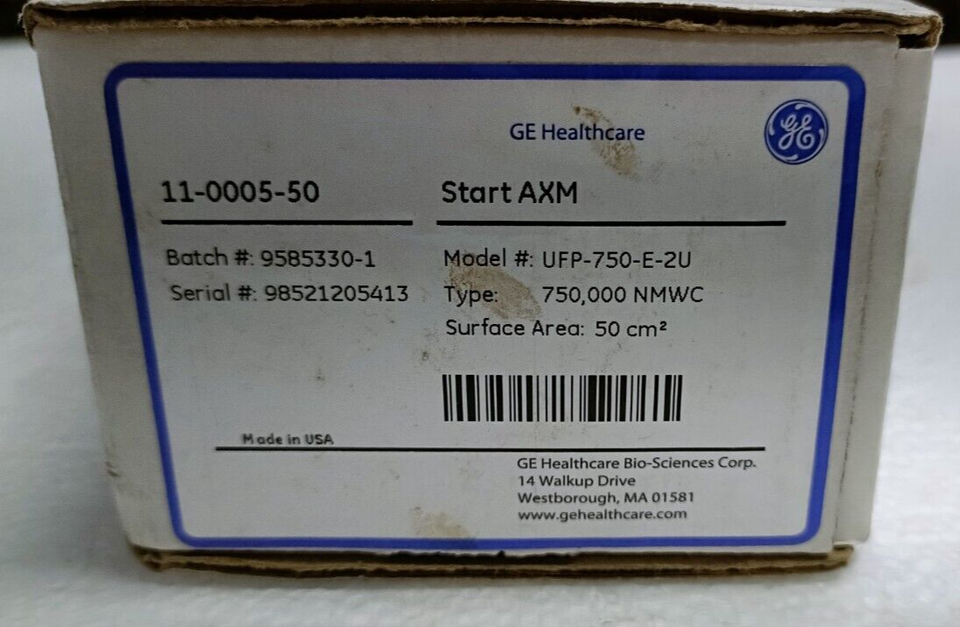 GE Healthcare
GE
11-0005-50
Start AXM
Batch #: 9585330-1
Model #: UFP-750-E-2U
Serial #: 98521205413
Type: 750,000 NMWC
Surface Area: 50 cm²
Made in USA
GE Healthcare Bio-Sciences Corp.
14 Walkup Drive
Westborough, MA 01581
www.gehealthcare.com